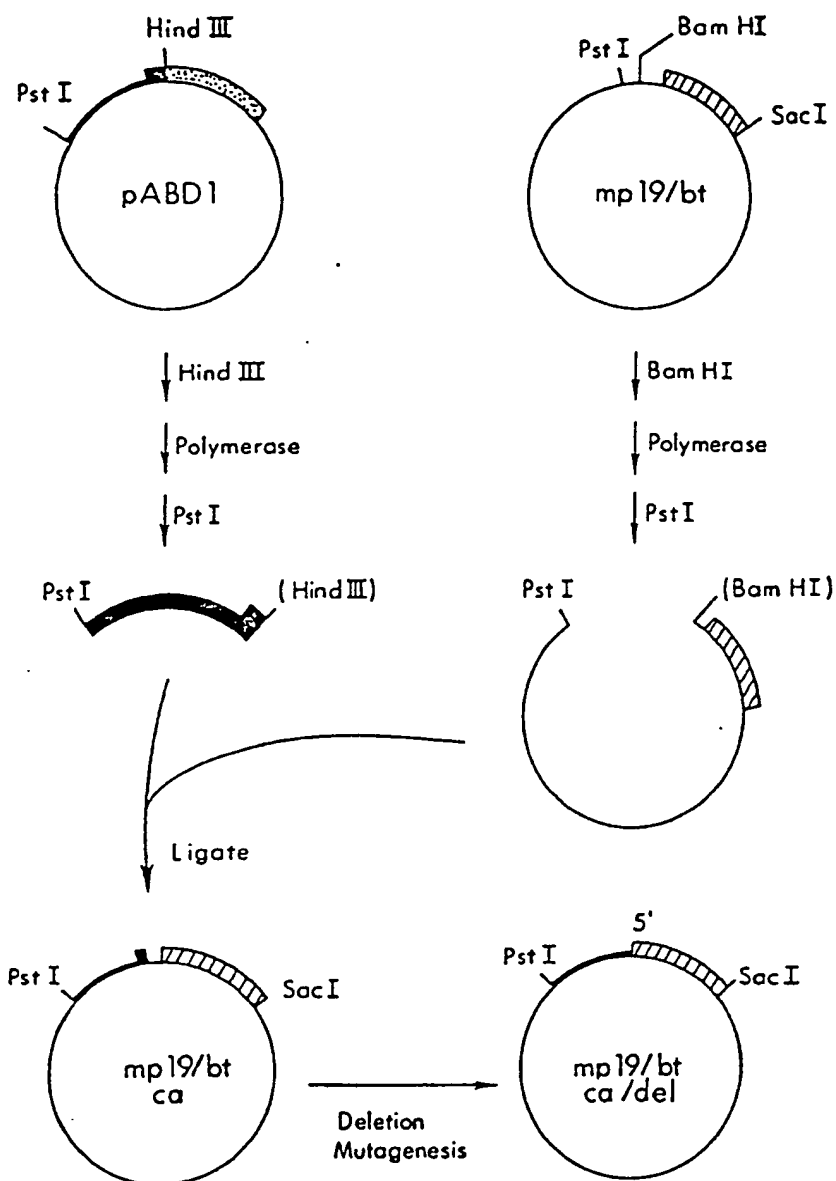 Hind III
Pst I
pABD1
Pst I
Bam HI
Sac I
mp19/bt
Hind III
Polymerase
Pst I
Bam HI
Polymerase
Pst I
Pst I
(Hind III)
Pst I
(Bam HI)
Ligate
Pst I
Sac I
mp19/bt
ca
Deletion
Mutagenesis
5'
Pst I
Sac I
mp19/bt
ca/del